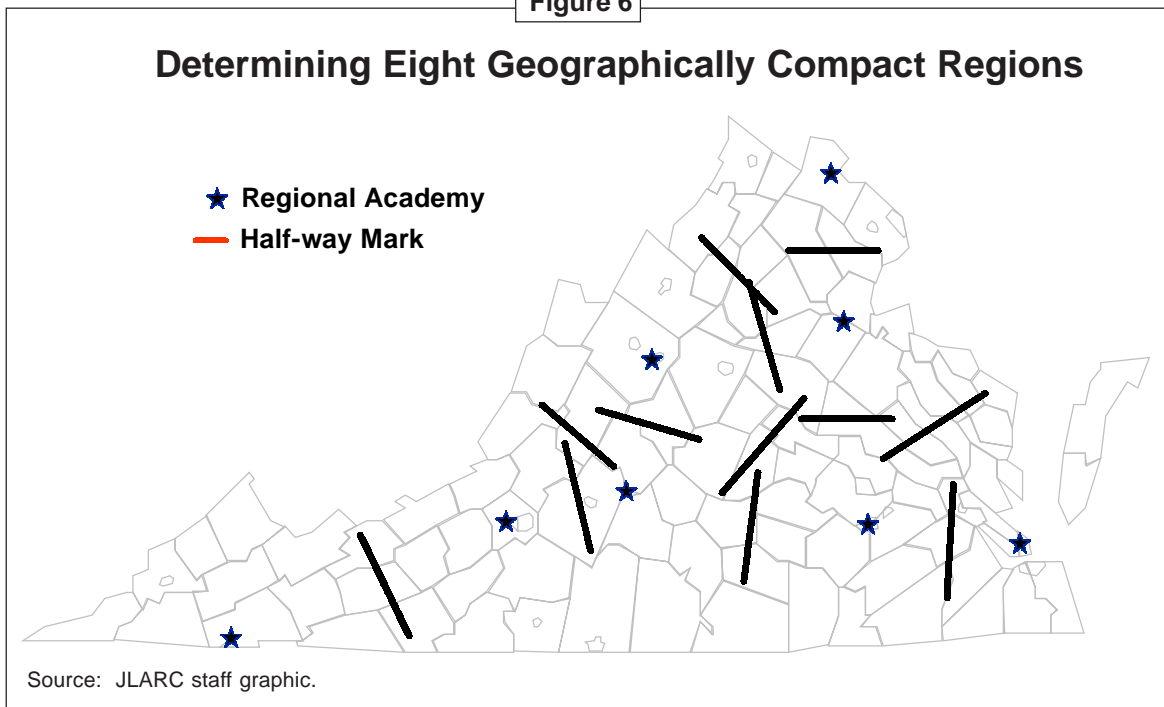 Figure 6
Determining Eight Geographically Compact Regions
Regional Academy
Half-way Mark
Source: JLARC staff graphic.